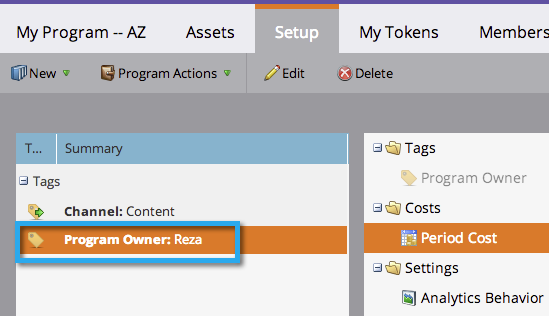 My Program -- AZ Assets Setup My Tokens Members
New Program Actions Edit Delete
T... Summary
Tags
Channel: Content
Program Owner: Reza
Tags
Program Owner
Costs
Period Cost
Settings
Analytics Behavior